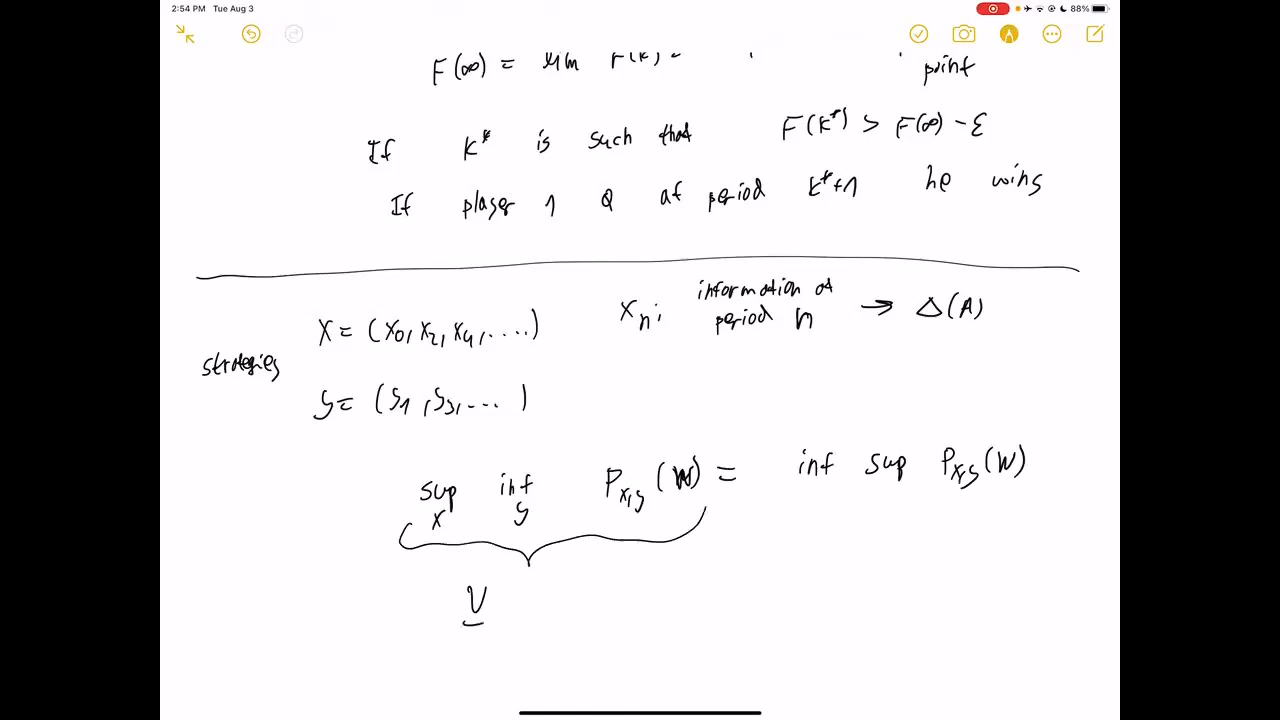 2:54 PM Tue Aug 3 88%
F(∞) = lim F(k) =
point
If K* is such that F(K*) > F(∞) - ε
If player 1 Q at period K*+1 he wins
strategies
X = (x0, x2, x4, ....) xn: information at period n → Δ(A)
y = (y1, y3, ... )
sup x inf y Px,y (W) = inf sup Px,y (W)
V